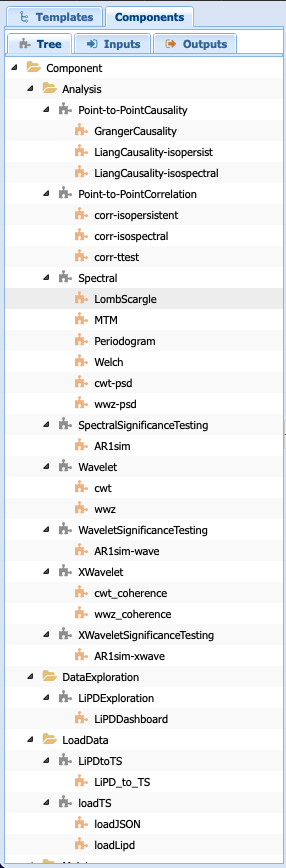 Templates Components
Tree Inputs Outputs
Component
Analysis
Point-to-PointCausality
GrangerCausality
LiangCausality-isopersist
LiangCausality-isospectral
Point-to-PointCorrelation
corr-isopersistent
corr-isospectral
corr-ttest
Spectral
LombScargle
MTM
Periodogram
Welch
cwt-psd
wwz-psd
SpectralSignificanceTesting
AR1sim
Wavelet
cwt
wwz
WaveletSignificanceTesting
AR1sim-wave
XWavelet
cwt_coherence
wwz_coherence
XWaveletSignificanceTesting
AR1sim-xwave
DataExploration
LiPDExploration
LiPDDashboard
LoadData
LiPDtoTS
LiPD_to_TS
loadTS
loadJSON
loadLipd